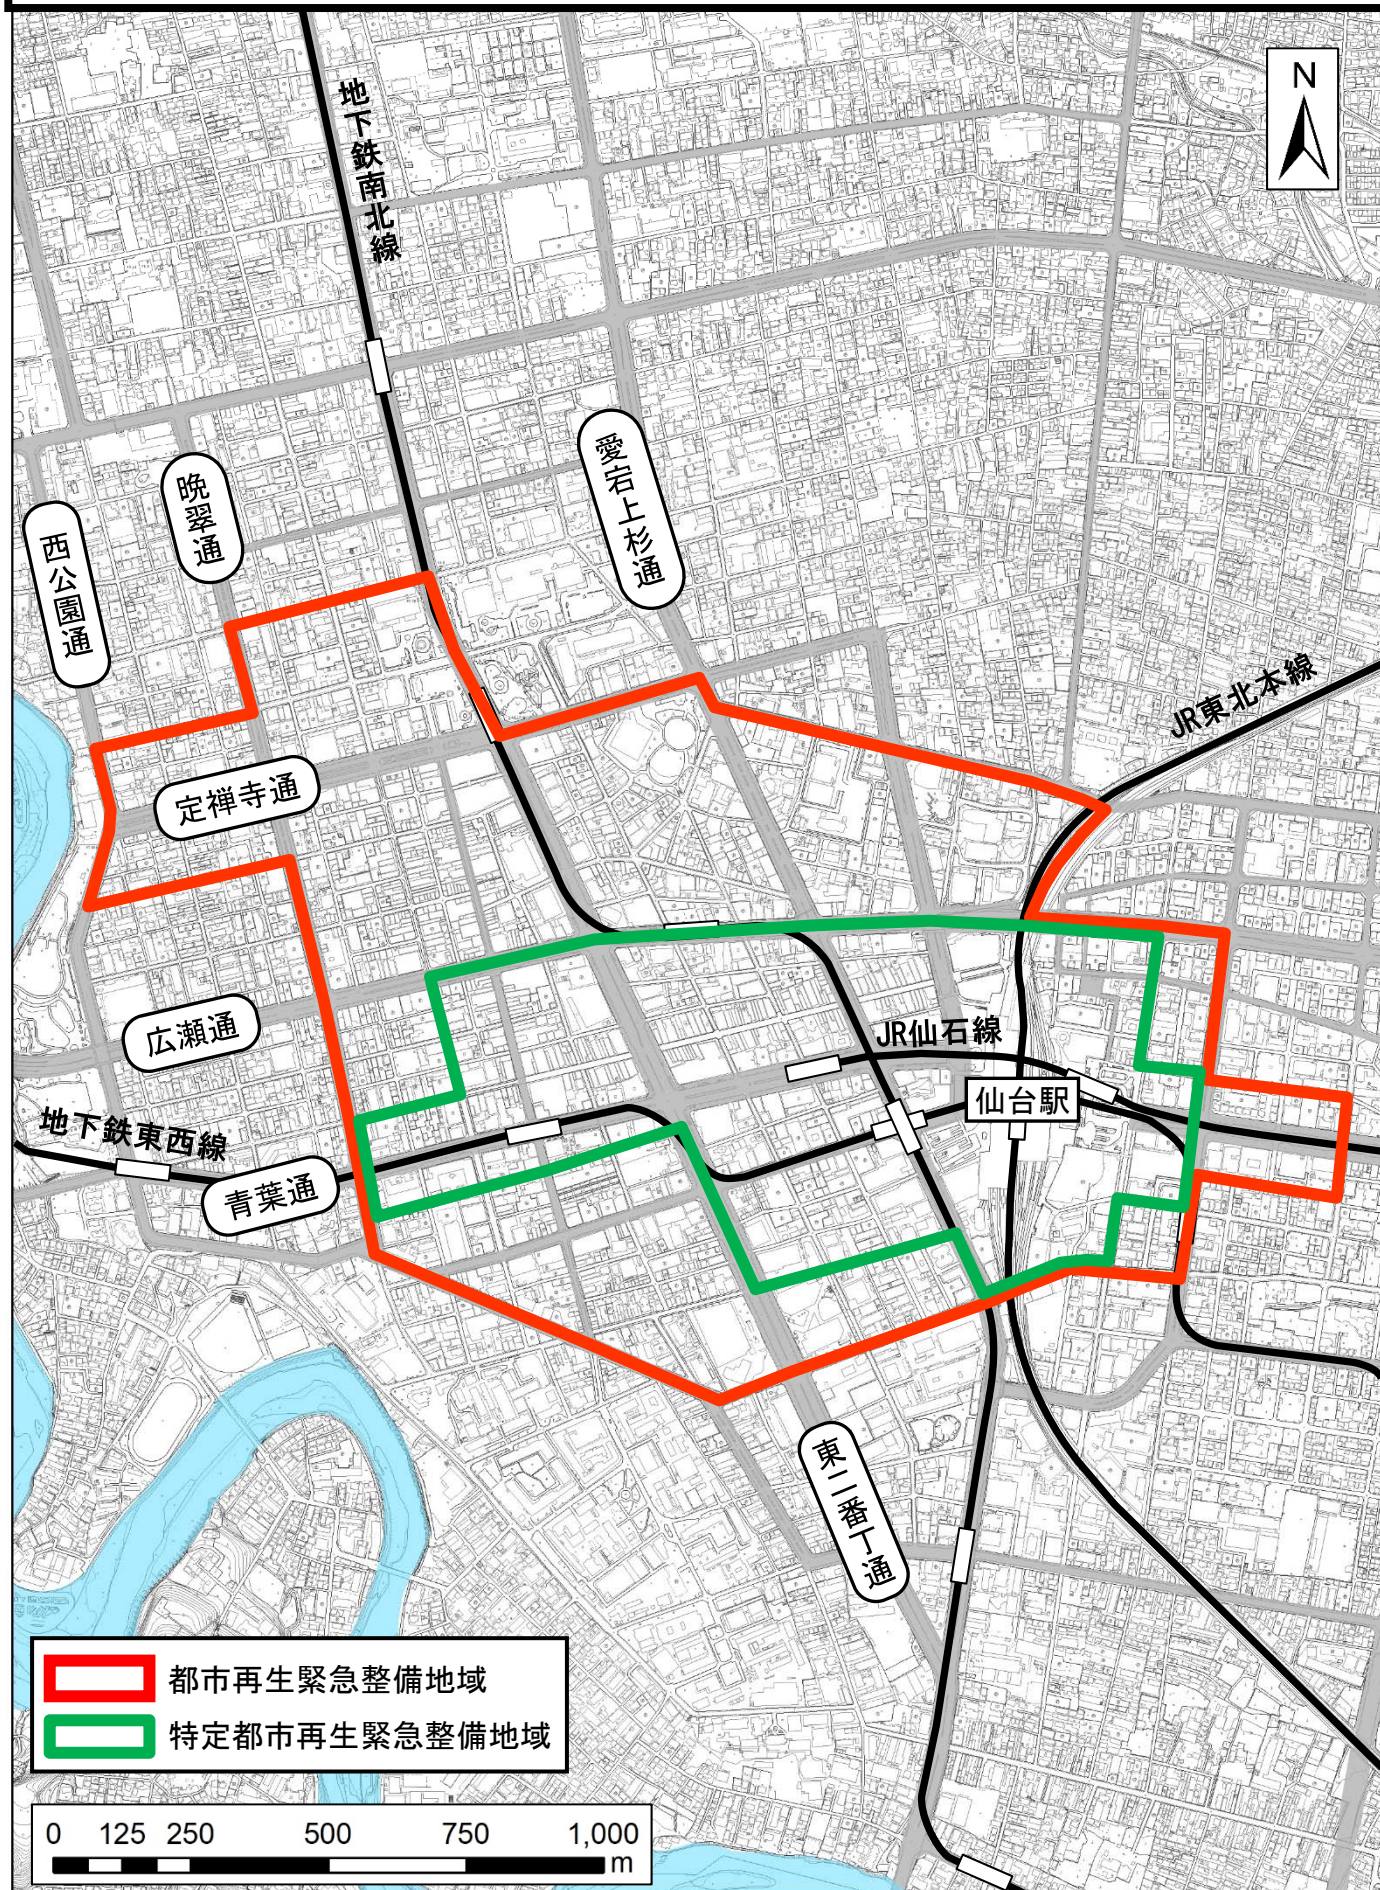 N
地下鉄南北線
愛宕上杉通
晩翠通
西公園通
JR東北本線
定禅寺通
広瀬通
JR仙石線
仙台駅
地下鉄東西線
青葉通
東二番丁通
都市再生緊急整備地域
特定都市再生緊急整備地域
0 125 250 500 750 1,000
m